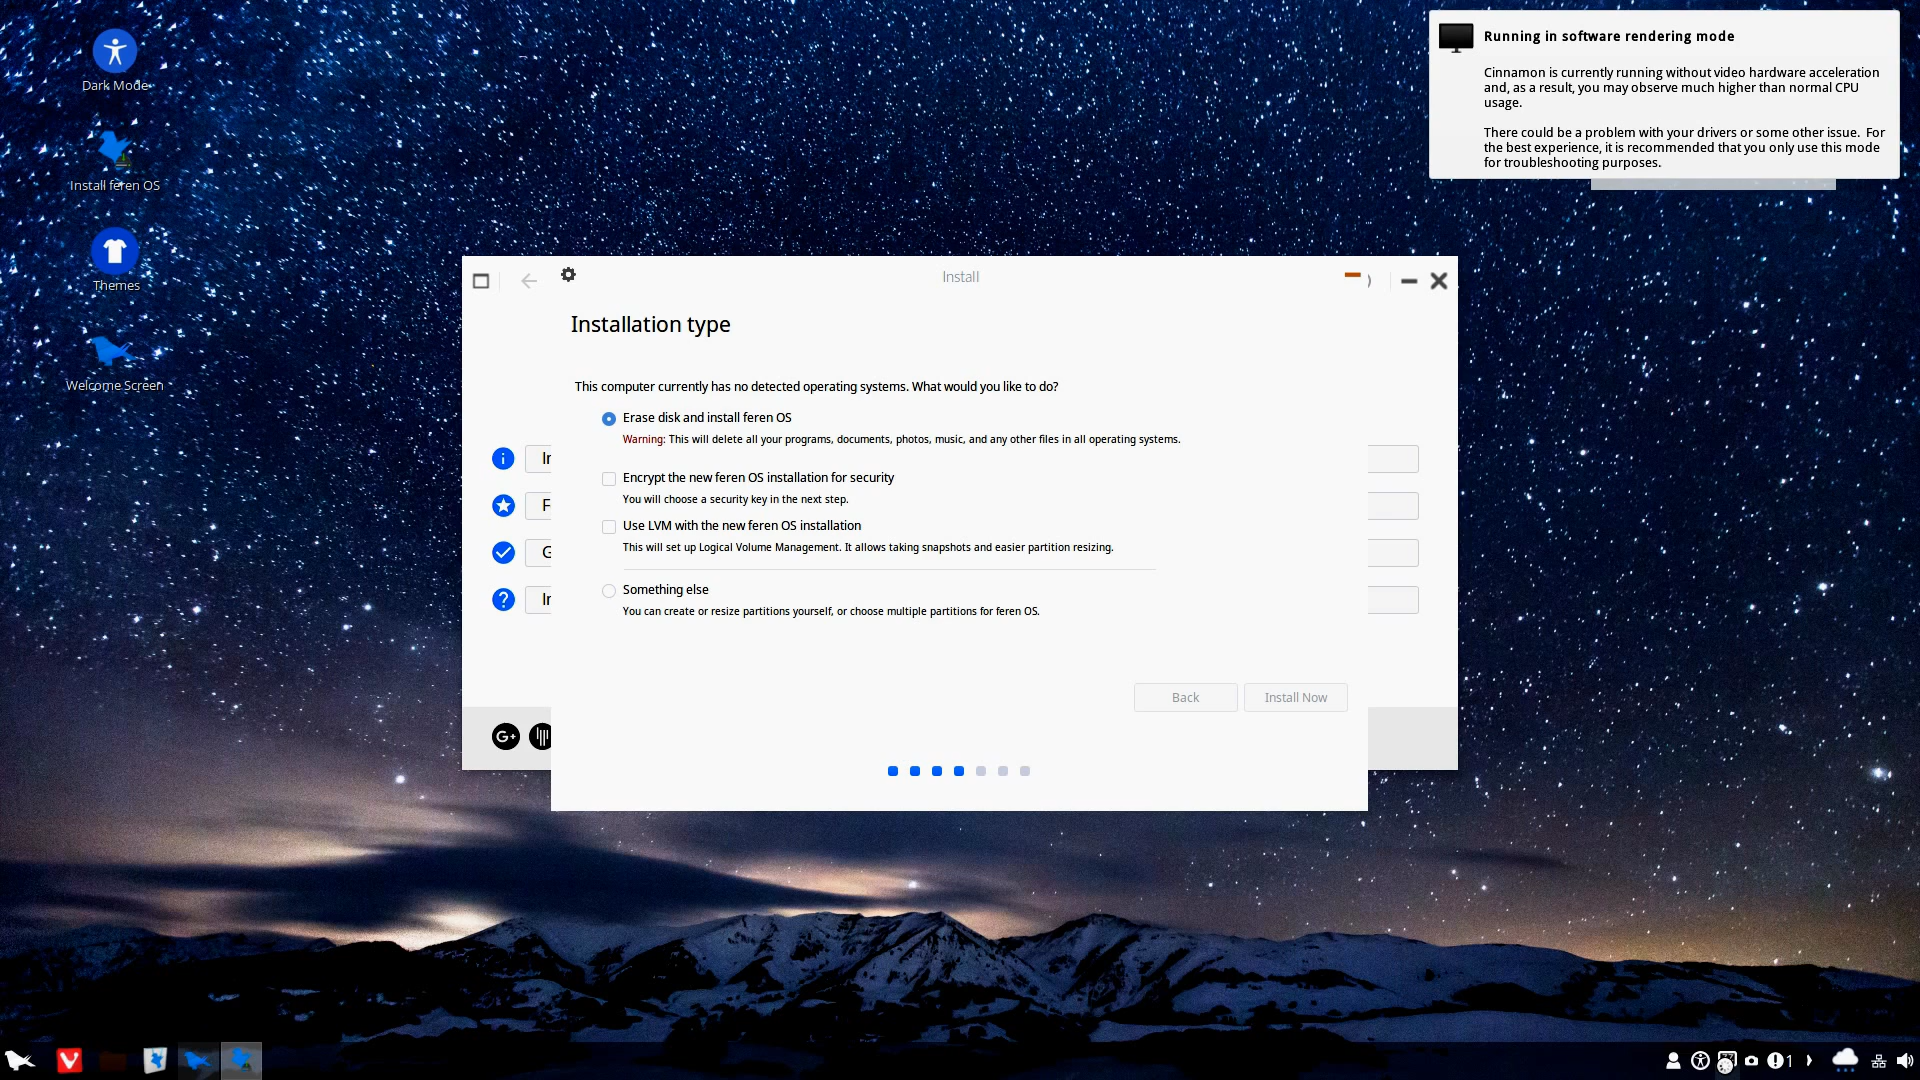 Dark Mode
Install feren OS
Themes
Welcome Screen
Running in software rendering mode
Cinnamon is currently running without video hardware acceleration
and, as a result, you may observe much higher than normal CPU
usage.
There could be a problem with your drivers or some other issue. For
the best experience, it is recommended that you only use this mode
for troubleshooting purposes.
Install
Installation type
This computer currently has no detected operating systems. What would you like to do?
Erase disk and install feren OS
Warning: This will delete all your programs, documents, photos, music, and any other files in all operating systems.
Encrypt the new feren OS installation for security
You will choose a security key in the next step.
Use LVM with the new feren OS installation
This will set up Logical Volume Management. It allows taking snapshots and easier partition resizing.
Something else
You can create or resize partitions yourself, or choose multiple partitions for feren OS.
Back
Install Now
G+
1